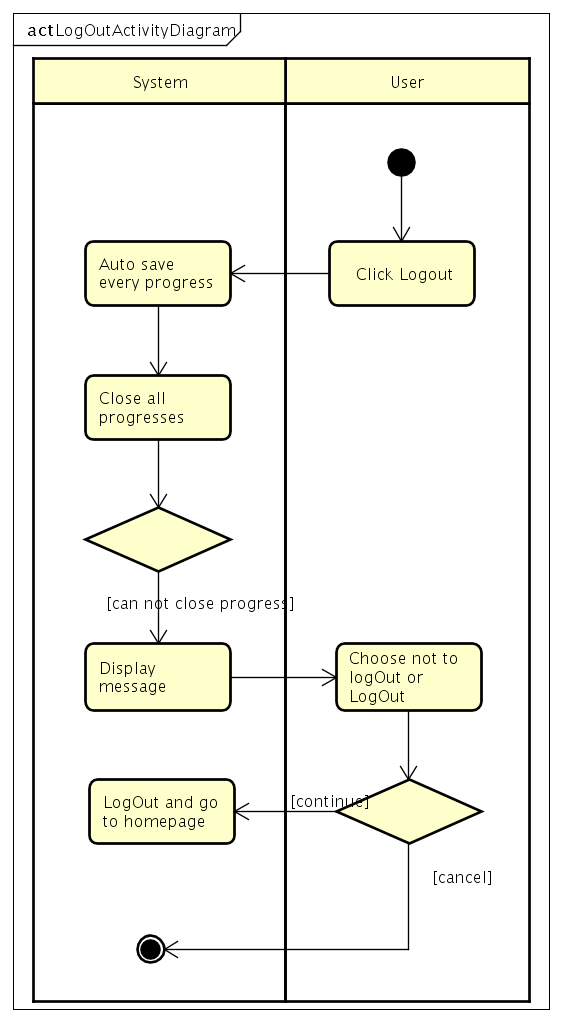 act LogOutActivityDiagram
System
User
Click Logout
Auto save
every progress
Close all
progresses
[can not close progress]
Display
message
Choose not to
logOut or
LogOut
[continue]
LogOut and go
to homepage
[cancel]